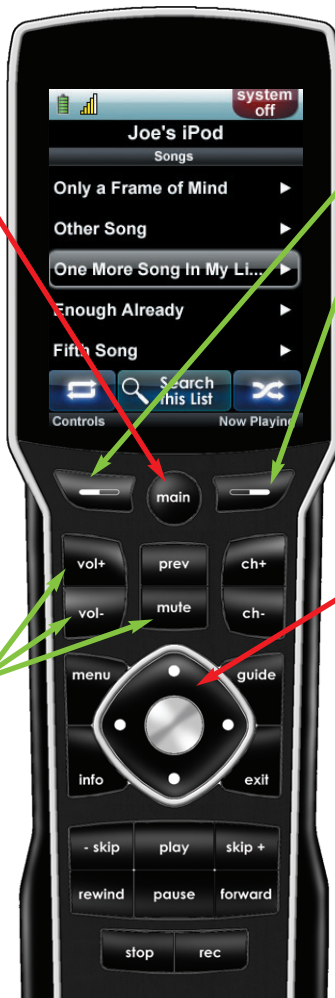 system
off
Joe's iPod
Songs
Only a Frame of Mind
Other Song
One More Song In My Li...
Enough Already
Fifth Song
Search
This List
Controls Now Playing
main
vol+ prev ch+
vol- mute ch-
menu guide
info exit
- skip play skip +
rewind pause forward
stop rec